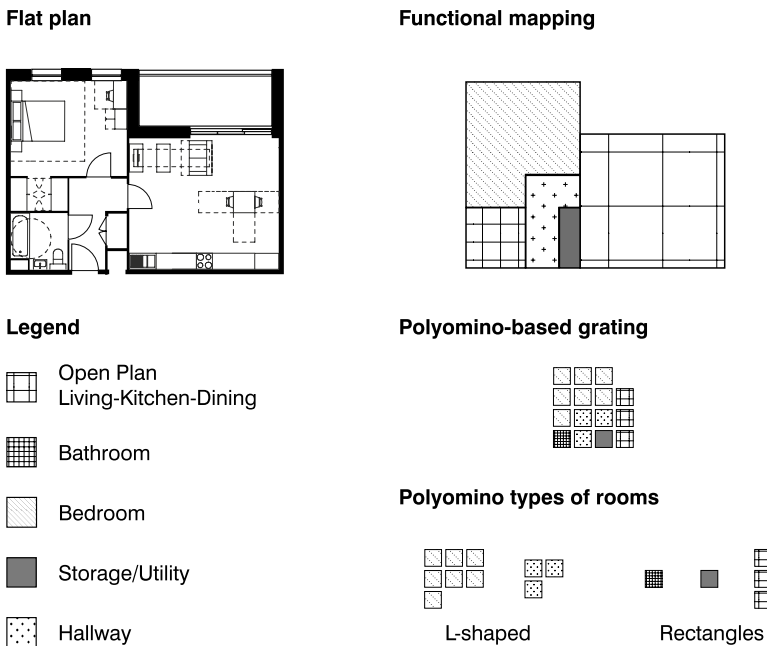 Flat plan
Functional mapping
Legend
Open Plan
Living-Kitchen-Dining
Bathroom
Bedroom
Storage/Utility
Hallway
Polyomino-based grating
Polyomino types of rooms
L-shaped
Rectangles